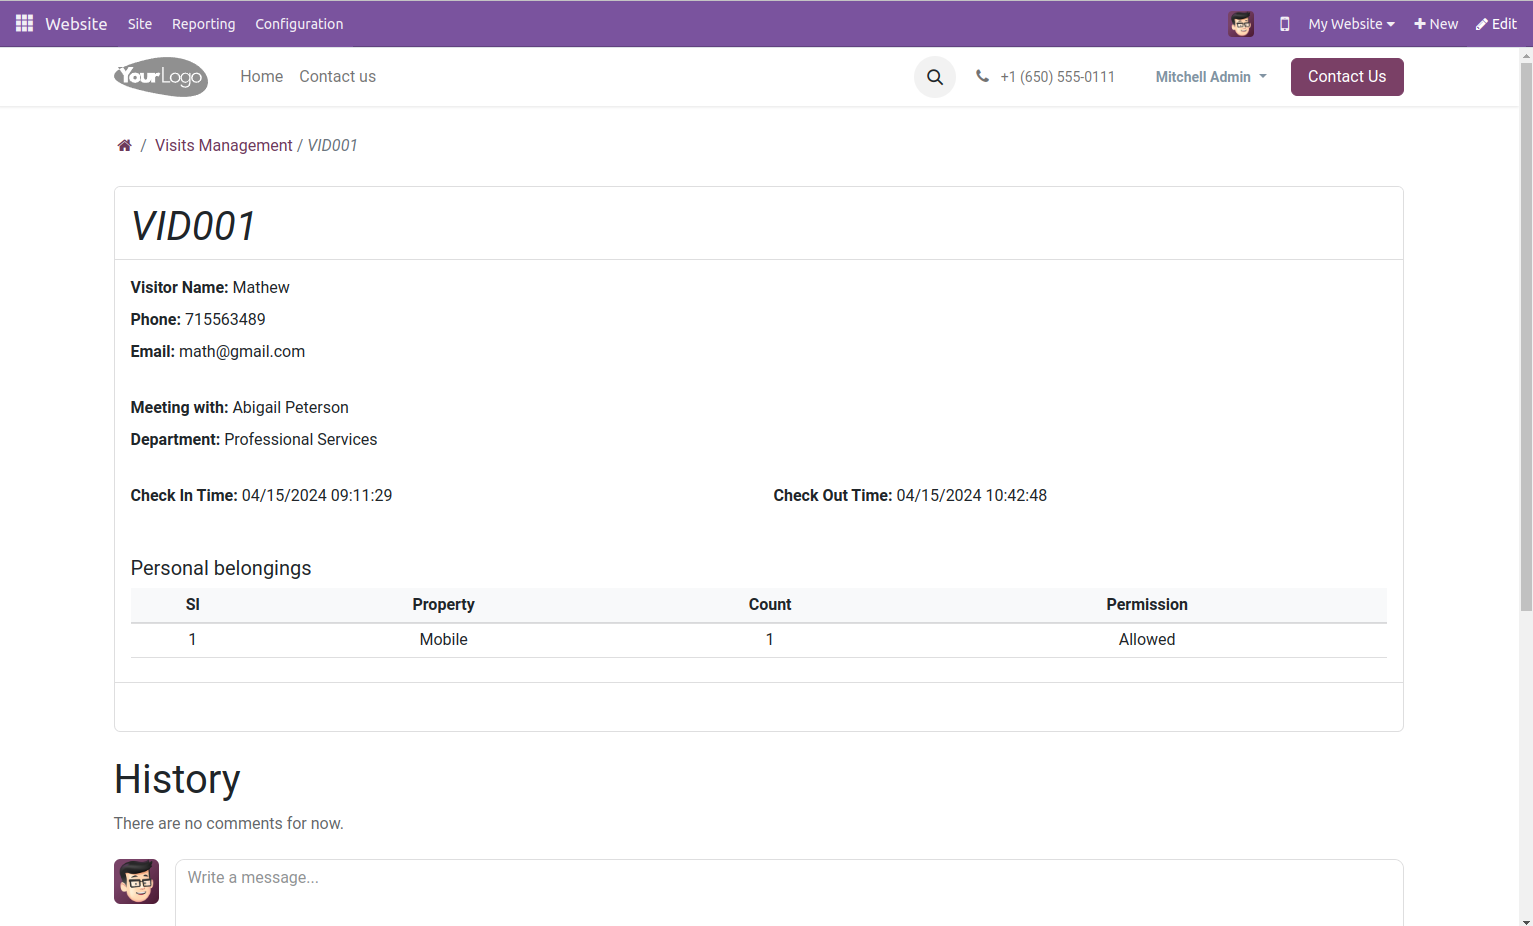 Website Site Reporting Configuration My Website New Edit
YourLogo Home Contact us +1 (650) 555-0111 Mitchell Admin Contact Us
/ Visits Management / VID001
VID001
Visitor Name: Mathew
Phone: 715563489
Email: math@gmail.com
Meeting with: Abigail Peterson
Department: Professional Services
Check In Time: 04/15/2024 09:11:29 Check Out Time: 04/15/2024 10:42:48
Personal belongings
Sl Property Count Permission
1 Mobile 1 Allowed
History
There are no comments for now.
Write a message...